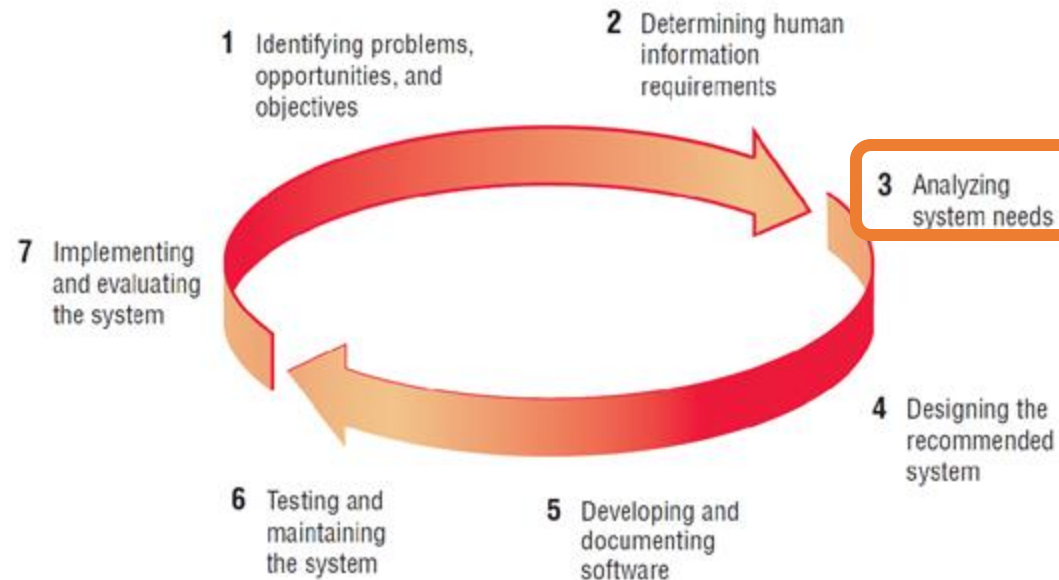 1 Identifying problems,
opportunities, and
objectives
2 Determining human
information
requirements
3 Analyzing
system needs
4 Designing the
recommended
system
5 Developing and
documenting
software
6 Testing and
maintaining
the system
7 Implementing
and evaluating
the system